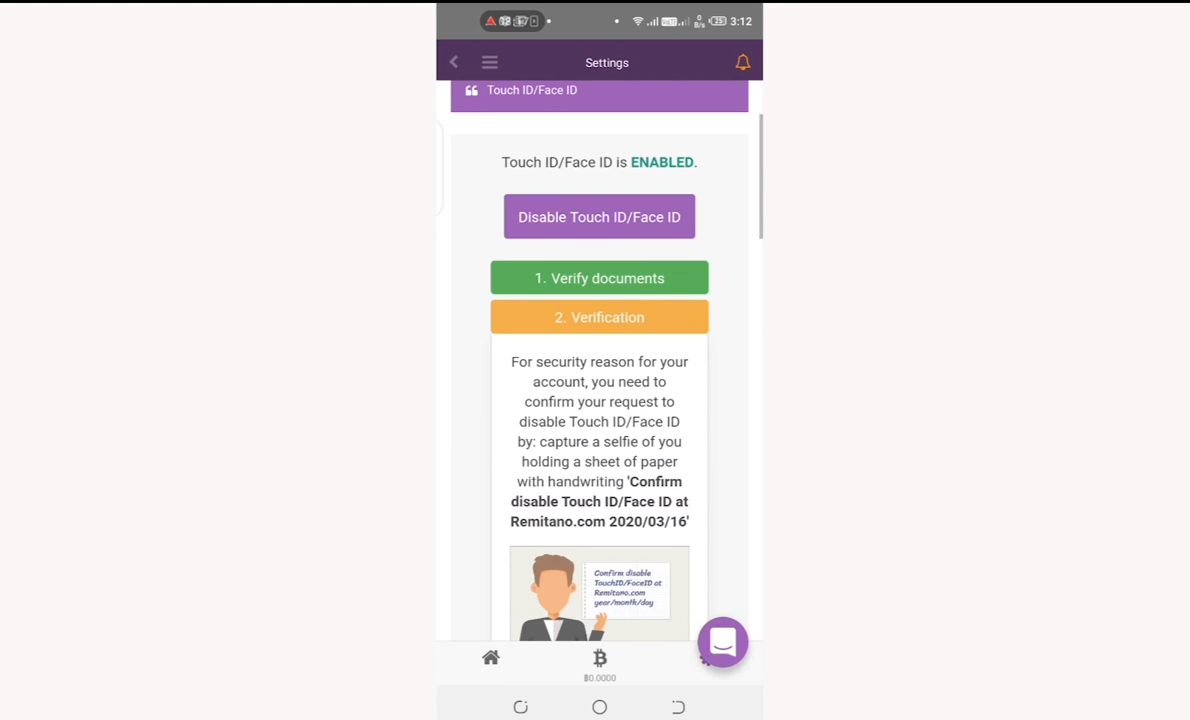 3:12
Settings
Touch ID/Face ID
Touch ID/Face ID is ENABLED.
Disable Touch ID/Face ID
1. Verify documents
2. Verification
For security reason for your
account, you need to
confirm your request to
disable Touch ID/Face ID
by: capture a selfie of you
holding a sheet of paper
with handwriting 'Confirm
disable Touch ID/Face ID at
Remitano.com 2020/03/16'
Confirm disable
TouchID/FaceID at
Remitano.com
year/month/day
฿0.0000